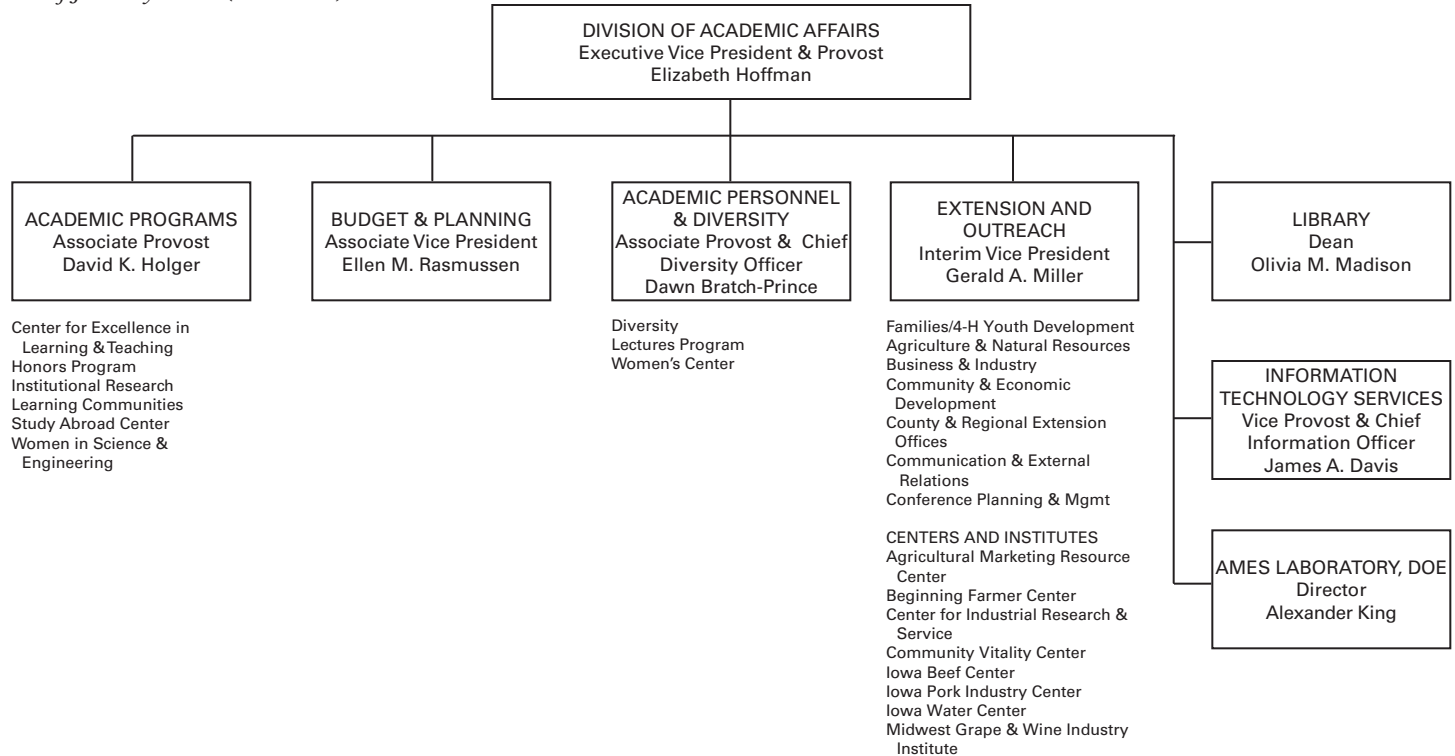 DIVISION OF ACADEMIC AFFAIRS
Executive Vice President & Provost
Elizabeth Hoffman
ACADEMIC PROGRAMS
Associate Provost
David K. Holger
Center for Excellence in
Learning & Teaching
Honors Program
Institutional Research
Learning Communities
Study Abroad Center
Women in Science &
Engineering
BUDGET & PLANNING
Associate Vice President
Ellen M. Rasmussen
ACADEMIC PERSONNEL
& DIVERSITY
Associate Provost & Chief
Diversity Officer
Dawn Bratch-Prince
Diversity
Lectures Program
Women's Center
EXTENSION AND
OUTREACH
Interim Vice President
Gerald A. Miller
Families/4-H Youth Development
Agriculture & Natural Resources
Business & Industry
Community & Economic
Development
County & Regional Extension
Offices
Communication & External
Relations
Conference Planning & Mgmt
CENTERS AND INSTITUTES
Agricultural Marketing Resource
Center
Beginning Farmer Center
Center for Industrial Research &
Service
Community Vitality Center
Iowa Beef Center
Iowa Pork Industry Center
Iowa Water Center
Midwest Grape & Wine Industry
Institute
LIBRARY
Dean
Olivia M. Madison
INFORMATION
TECHNOLOGY SERVICES
Vice Provost & Chief
Information Officer
James A. Davis
AMES LABORATORY, DOE
Director
Alexander King